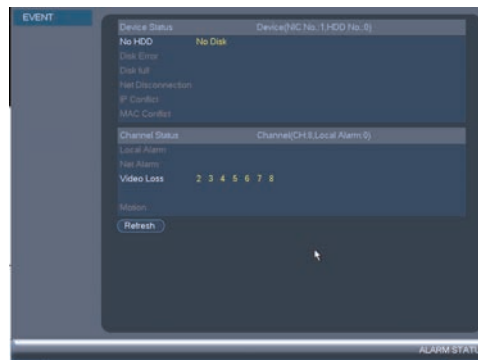 EVENT
Device Status Device(NIC No.:1,HDD No.:0)
No HDD No Disk
Disk Error
Disk full
Net Disconnection
IP Conflict
MAC Conflict
Channel Status Channel(CH:8,Local Alarm:0)
Local Alarm
Net Alarm
Video Loss 2 3 4 5 6 7 8
Motion
Refresh
ALARM STATU